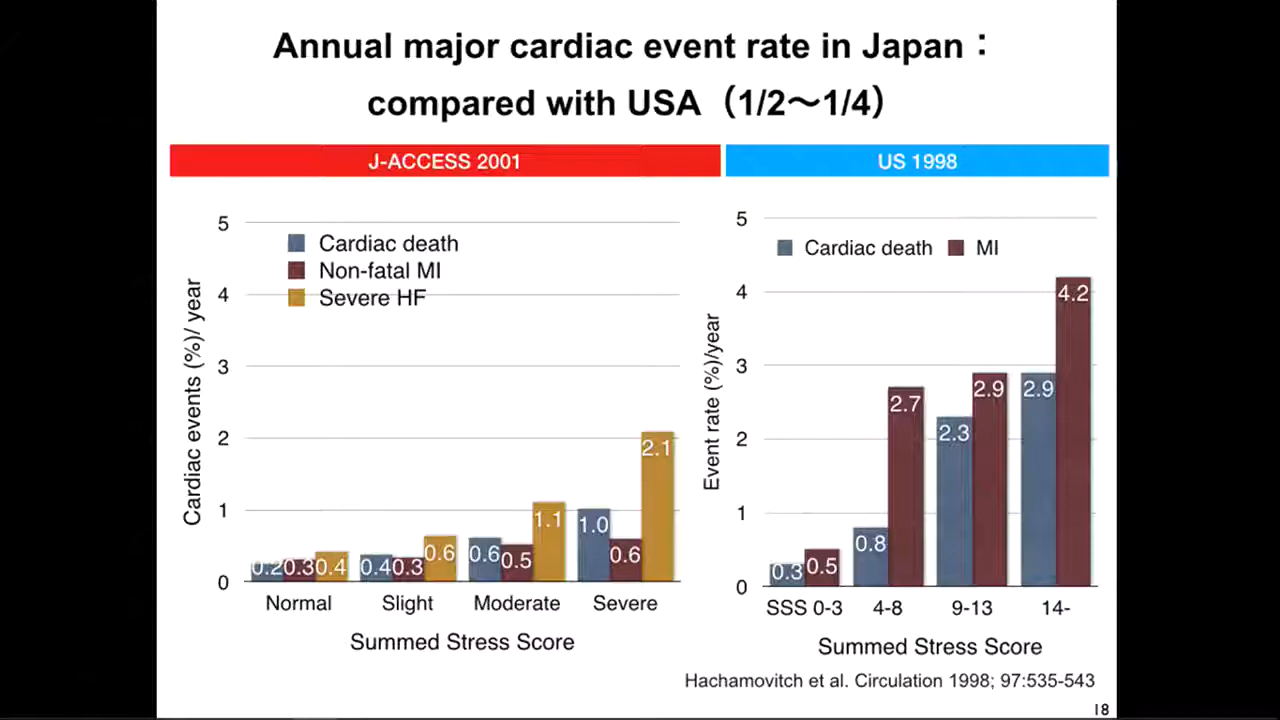 Annual major cardiac event rate in Japan：
compared with USA（1/2〜1/4）
J-ACCESS 2001
US 1998
Cardiac events (%)/ year
5
4
3
2
1
0
Cardiac death
Non-fatal MI
Severe HF
0.2 0.3 0.4
0.4 0.3 0.6
0.6 0.5 1.1
1.0 0.6 2.1
Normal Slight Moderate Severe
Summed Stress Score
Event rate (%)/year
5
4
3
2
1
0
Cardiac death MI
0.3 0.5
0.8 2.7
2.3 2.9
2.9 4.2
SSS 0-3 4-8 9-13 14-
Summed Stress Score
Hachamovitch et al. Circulation 1998; 97:535-543
18